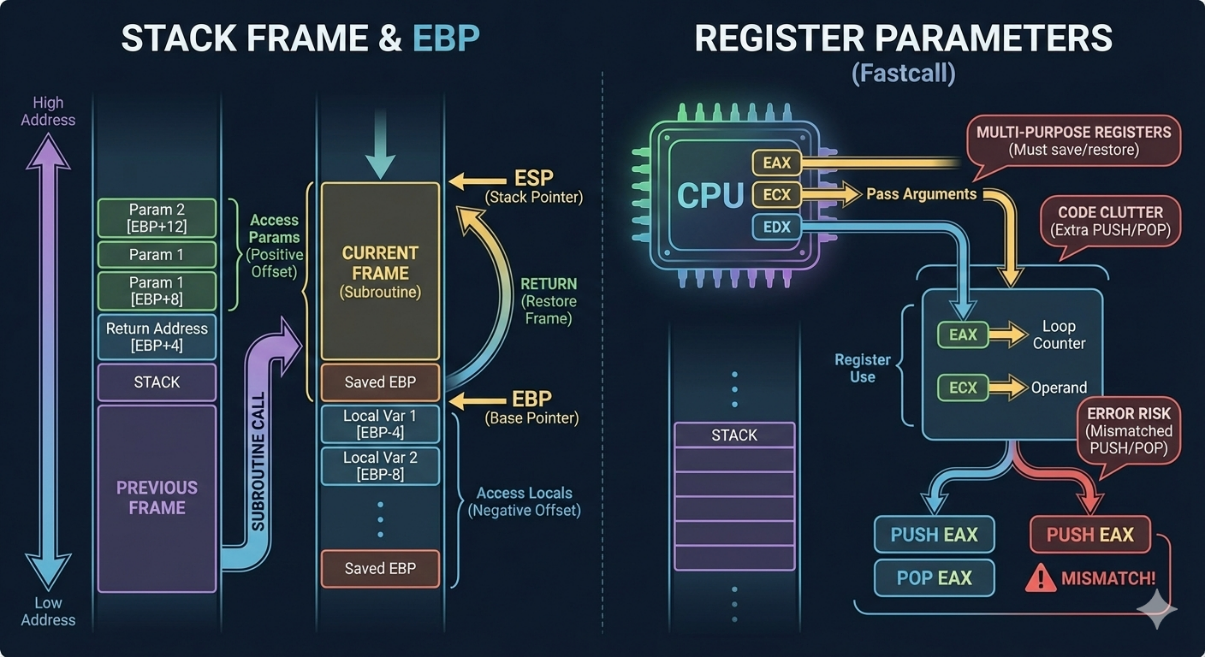 STACK FRAME & EBP
High
Address
Param 2
[EBP+12]
Param 1
Param 1
[EBP+8]
Return Address
[EBP+4]
STACK
PREVIOUS
FRAME
Low
Address
Access
Params
(Positive
Offset)
SUBROUTINE CALL
CURRENT
FRAME
(Subroutine)
Saved EBP
Local Var 1
[EBP-4]
Local Var 2
[EBP-8]
Saved EBP
ESP
(Stack Pointer)
RETURN
(Restore
Frame)
EBP
(Base Pointer)
Access Locals
(Negative Offset)
REGISTER PARAMETERS
(Fastcall)
CPU
EAX
ECX
EDX
Pass Arguments
MULTI-PURPOSE REGISTERS
(Must save/restore)
CODE CLUTTER
(Extra PUSH/POP)
Register
Use
EAX
Loop
Counter
ECX
Operand
ERROR RISK
(Mismatched
PUSH/POP)
STACK
PUSH EAX
POP EAX
PUSH EAX
MISMATCH!